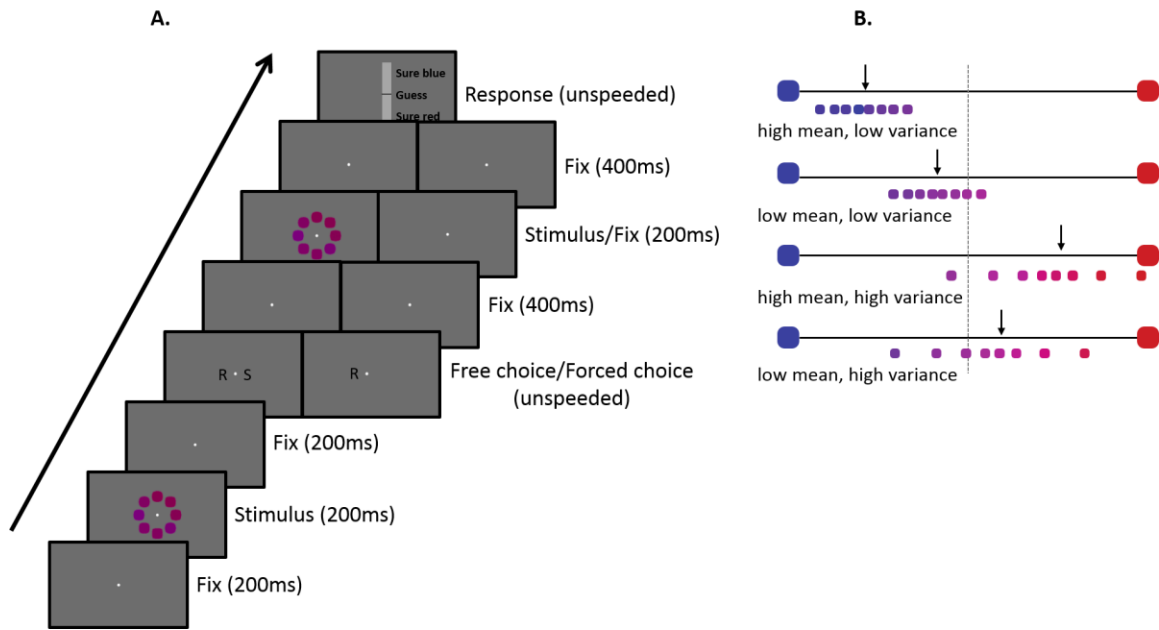 A.
Sure blue
Guess
Sure red
Response (unspeeded)
Fix (400ms)
Stimulus/Fix (200ms)
Fix (400ms)
R S
R
Free choice/Forced choice
(unspeeded)
Fix (200ms)
Stimulus (200ms)
Fix (200ms)
B.
high mean, low variance
low mean, low variance
high mean, high variance
low mean, high variance